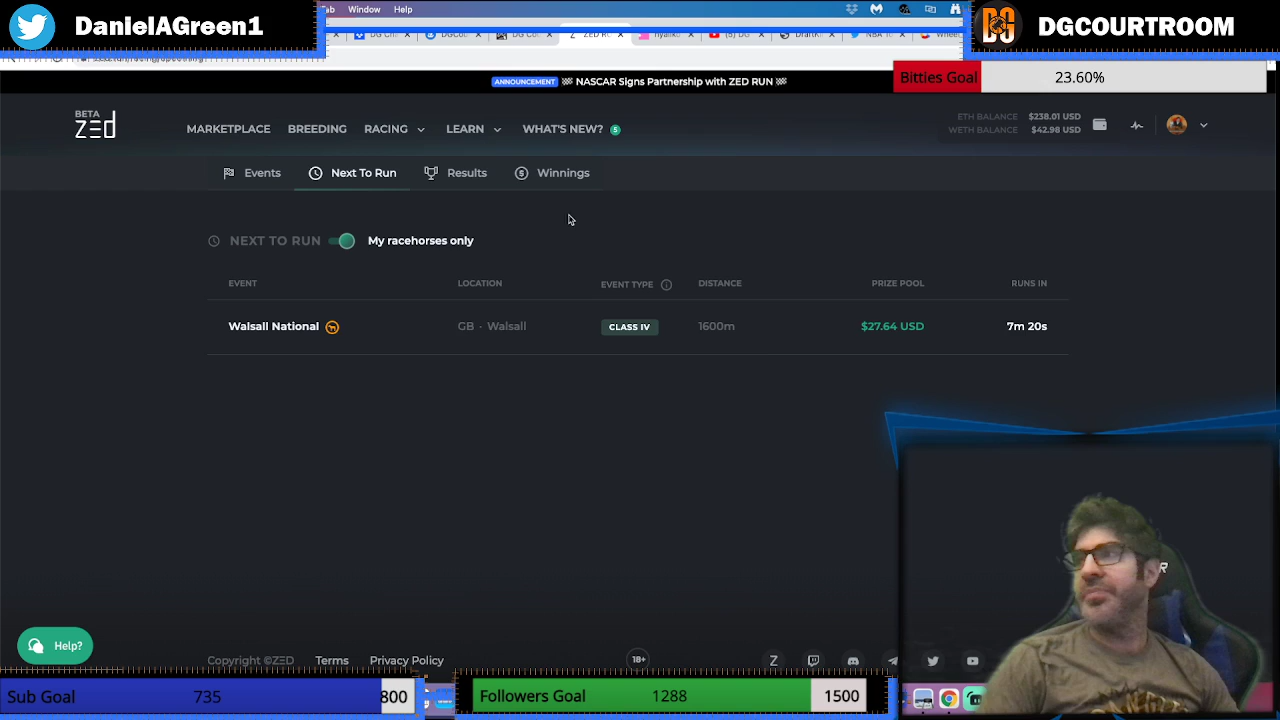 DanielAGreen1
Window Help
DGCOURTROOM
DG
Bitties Goal 23.60%
ANNOUNCEMENT NASCAR Signs Partnership with ZED RUN
BETA
zed
MARKETPLACE BREEDING RACING LEARN WHAT'S NEW? 5
ETH BALANCE $238.01 USD
WETH BALANCE $42.98 USD
Events Next To Run Results Winnings
NEXT TO RUN My racehorses only
EVENT LOCATION EVENT TYPE DISTANCE PRIZE POOL RUNS IN
Walsall National GB · Walsall CLASS IV 1600m $27.64 USD 7m 20s
Help?
Copyright ©ZED Terms Privacy Policy 18+
Sub Goal 735 800
Followers Goal 1288 1500